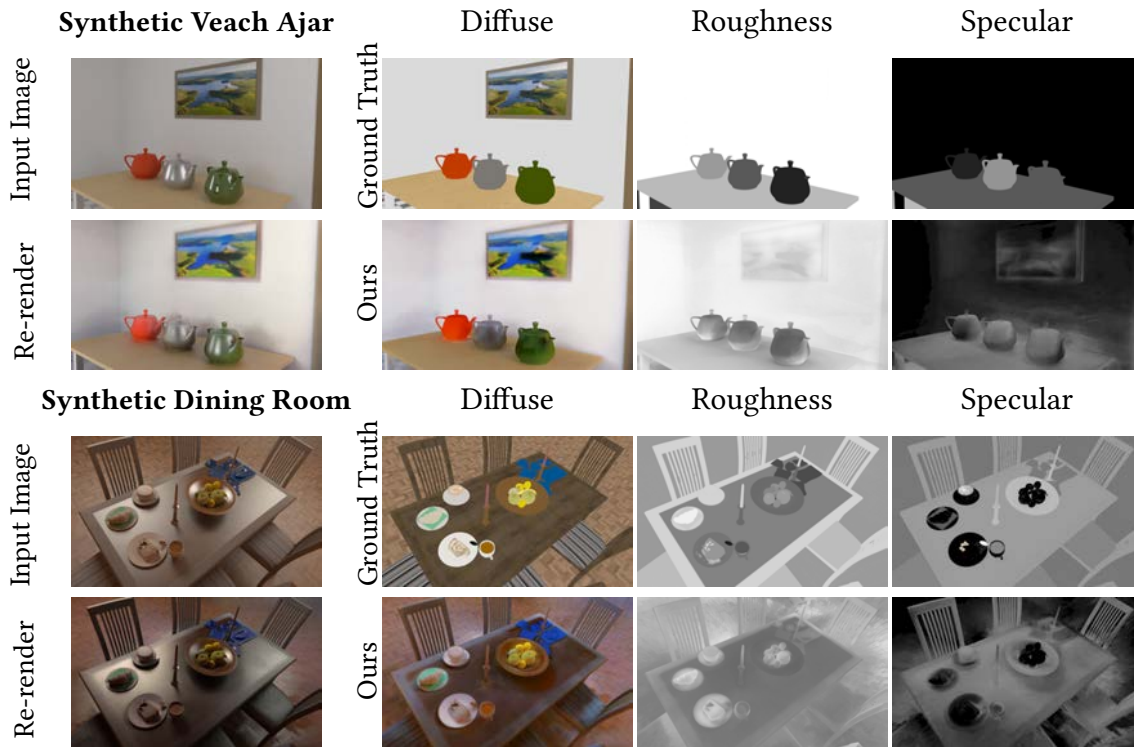 Synthetic Veach Ajar
Diffuse
Roughness
Specular
Input Image
Ground Truth
Re-render
Ours
Synthetic Dining Room
Diffuse
Roughness
Specular
Input Image
Ground Truth
Re-render
Ours